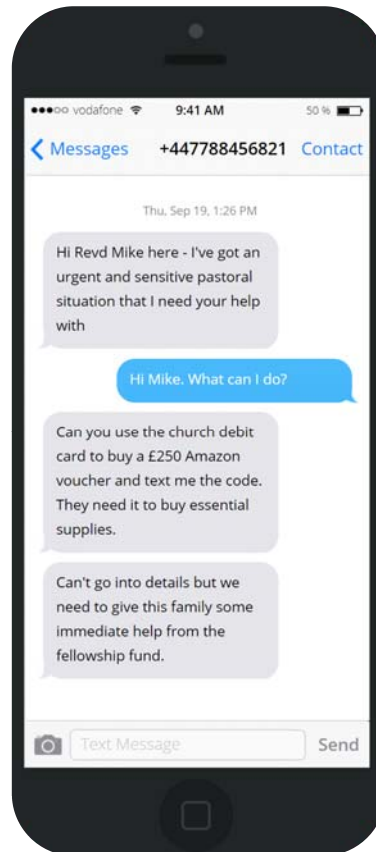 vodafone 9:41 AM 50 %
Messages +447788456821 Contact
Thu, Sep 19, 1:26 PM
Hi Revd Mike here - I've got an
urgent and sensitive pastoral
situation that I need your help
with
Hi Mike. What can I do?
Can you use the church debit
card to buy a £250 Amazon
voucher and text me the code.
They need it to buy essential
supplies.
Can't go into details but we
need to give this family some
immediate help from the
fellowship fund.
Text Message Send